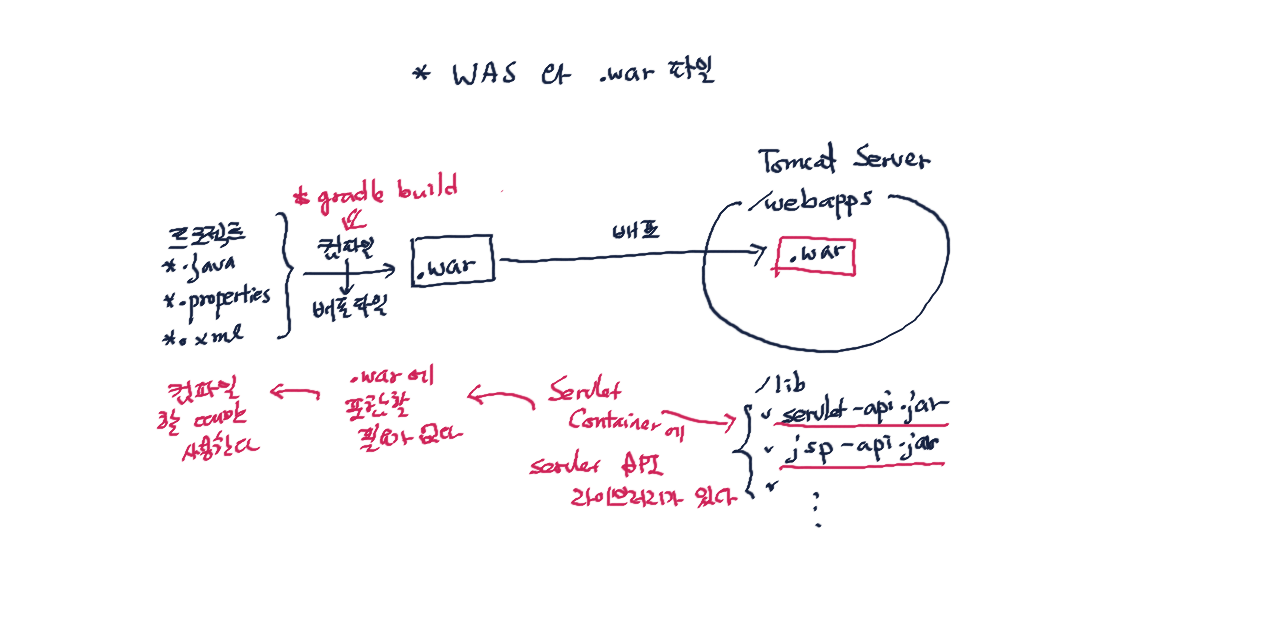 * WAS 와 .war 파일
* gradle build
프로젝트
*.java
*.properties
*.xml
컴파일
배포파일
.war
배포
Tomcat Server
/webapps
.war
컴파일
할 때만
사용한다
.war에
포함할
필요가 없다
Servlet
Container에
servlet API
라이브러리가 있다
/lib
✓ servlet-api.jar
✓ jsp-api.jar
✓
⋮